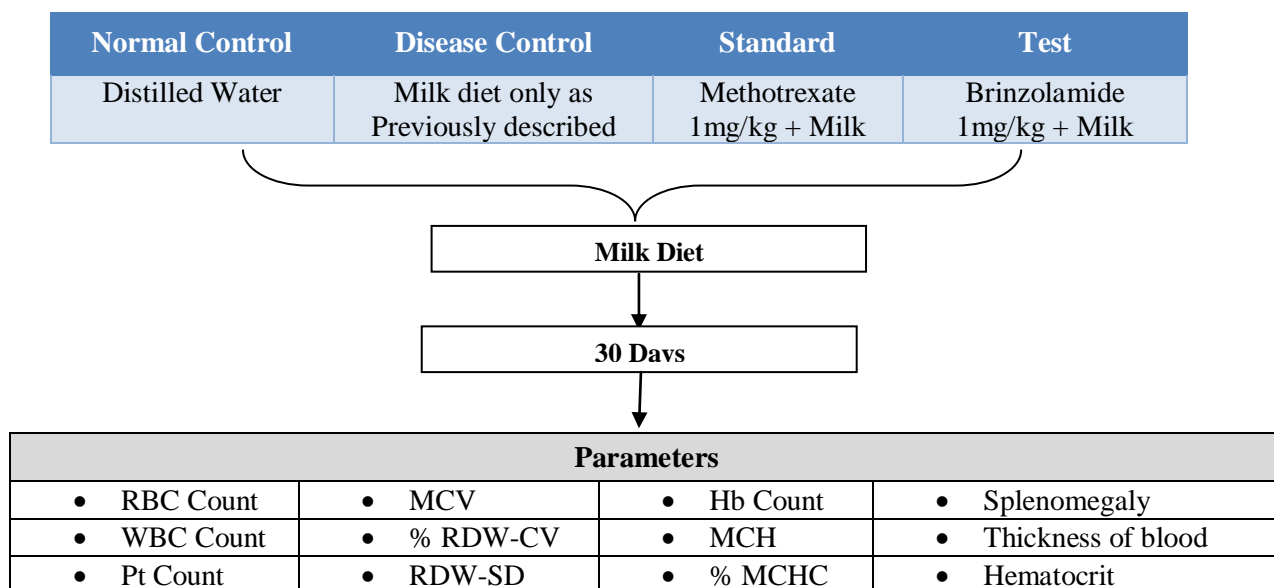 Normal Control Disease Control Standard Test
Distilled Water Milk diet only as Methotrexate Brinzolamide
Previously described 1mg/kg + Milk 1mg/kg + Milk
Milk Diet
30 Days
Parameters
• RBC Count • MCV • Hb Count • Splenomegaly
• WBC Count • % RDW-CV • MCH • Thickness of blood
• Pt Count • RDW-SD • % MCHC • Hematocrit